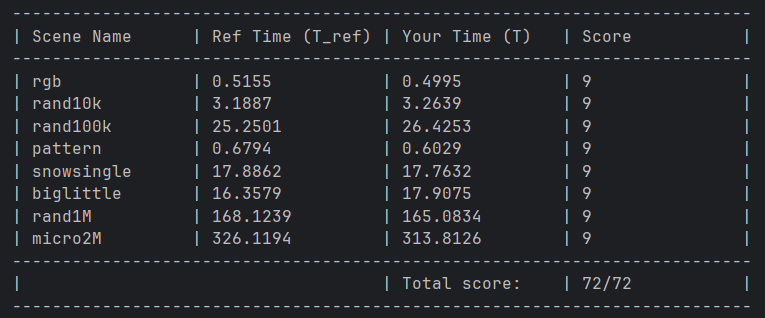 --------------------------------------------------------------------------
| Scene Name      | Ref Time (T_ref) | Your Time (T)   | Score           |
--------------------------------------------------------------------------
| rgb             | 0.5155           | 0.4995          | 9               |
| rand10k         | 3.1887           | 3.2639          | 9               |
| rand100k        | 25.2501          | 26.4253         | 9               |
| pattern         | 0.6794           | 0.6029          | 9               |
| snowsingle      | 17.8862          | 17.7632         | 9               |
| biglittle       | 16.3579          | 17.9075         | 9               |
| rand1M          | 168.1239         | 165.0834        | 9               |
| micro2M         | 326.1194         | 313.8126        | 9               |
--------------------------------------------------------------------------
|                                    | Total score:    | 72/72           |
--------------------------------------------------------------------------